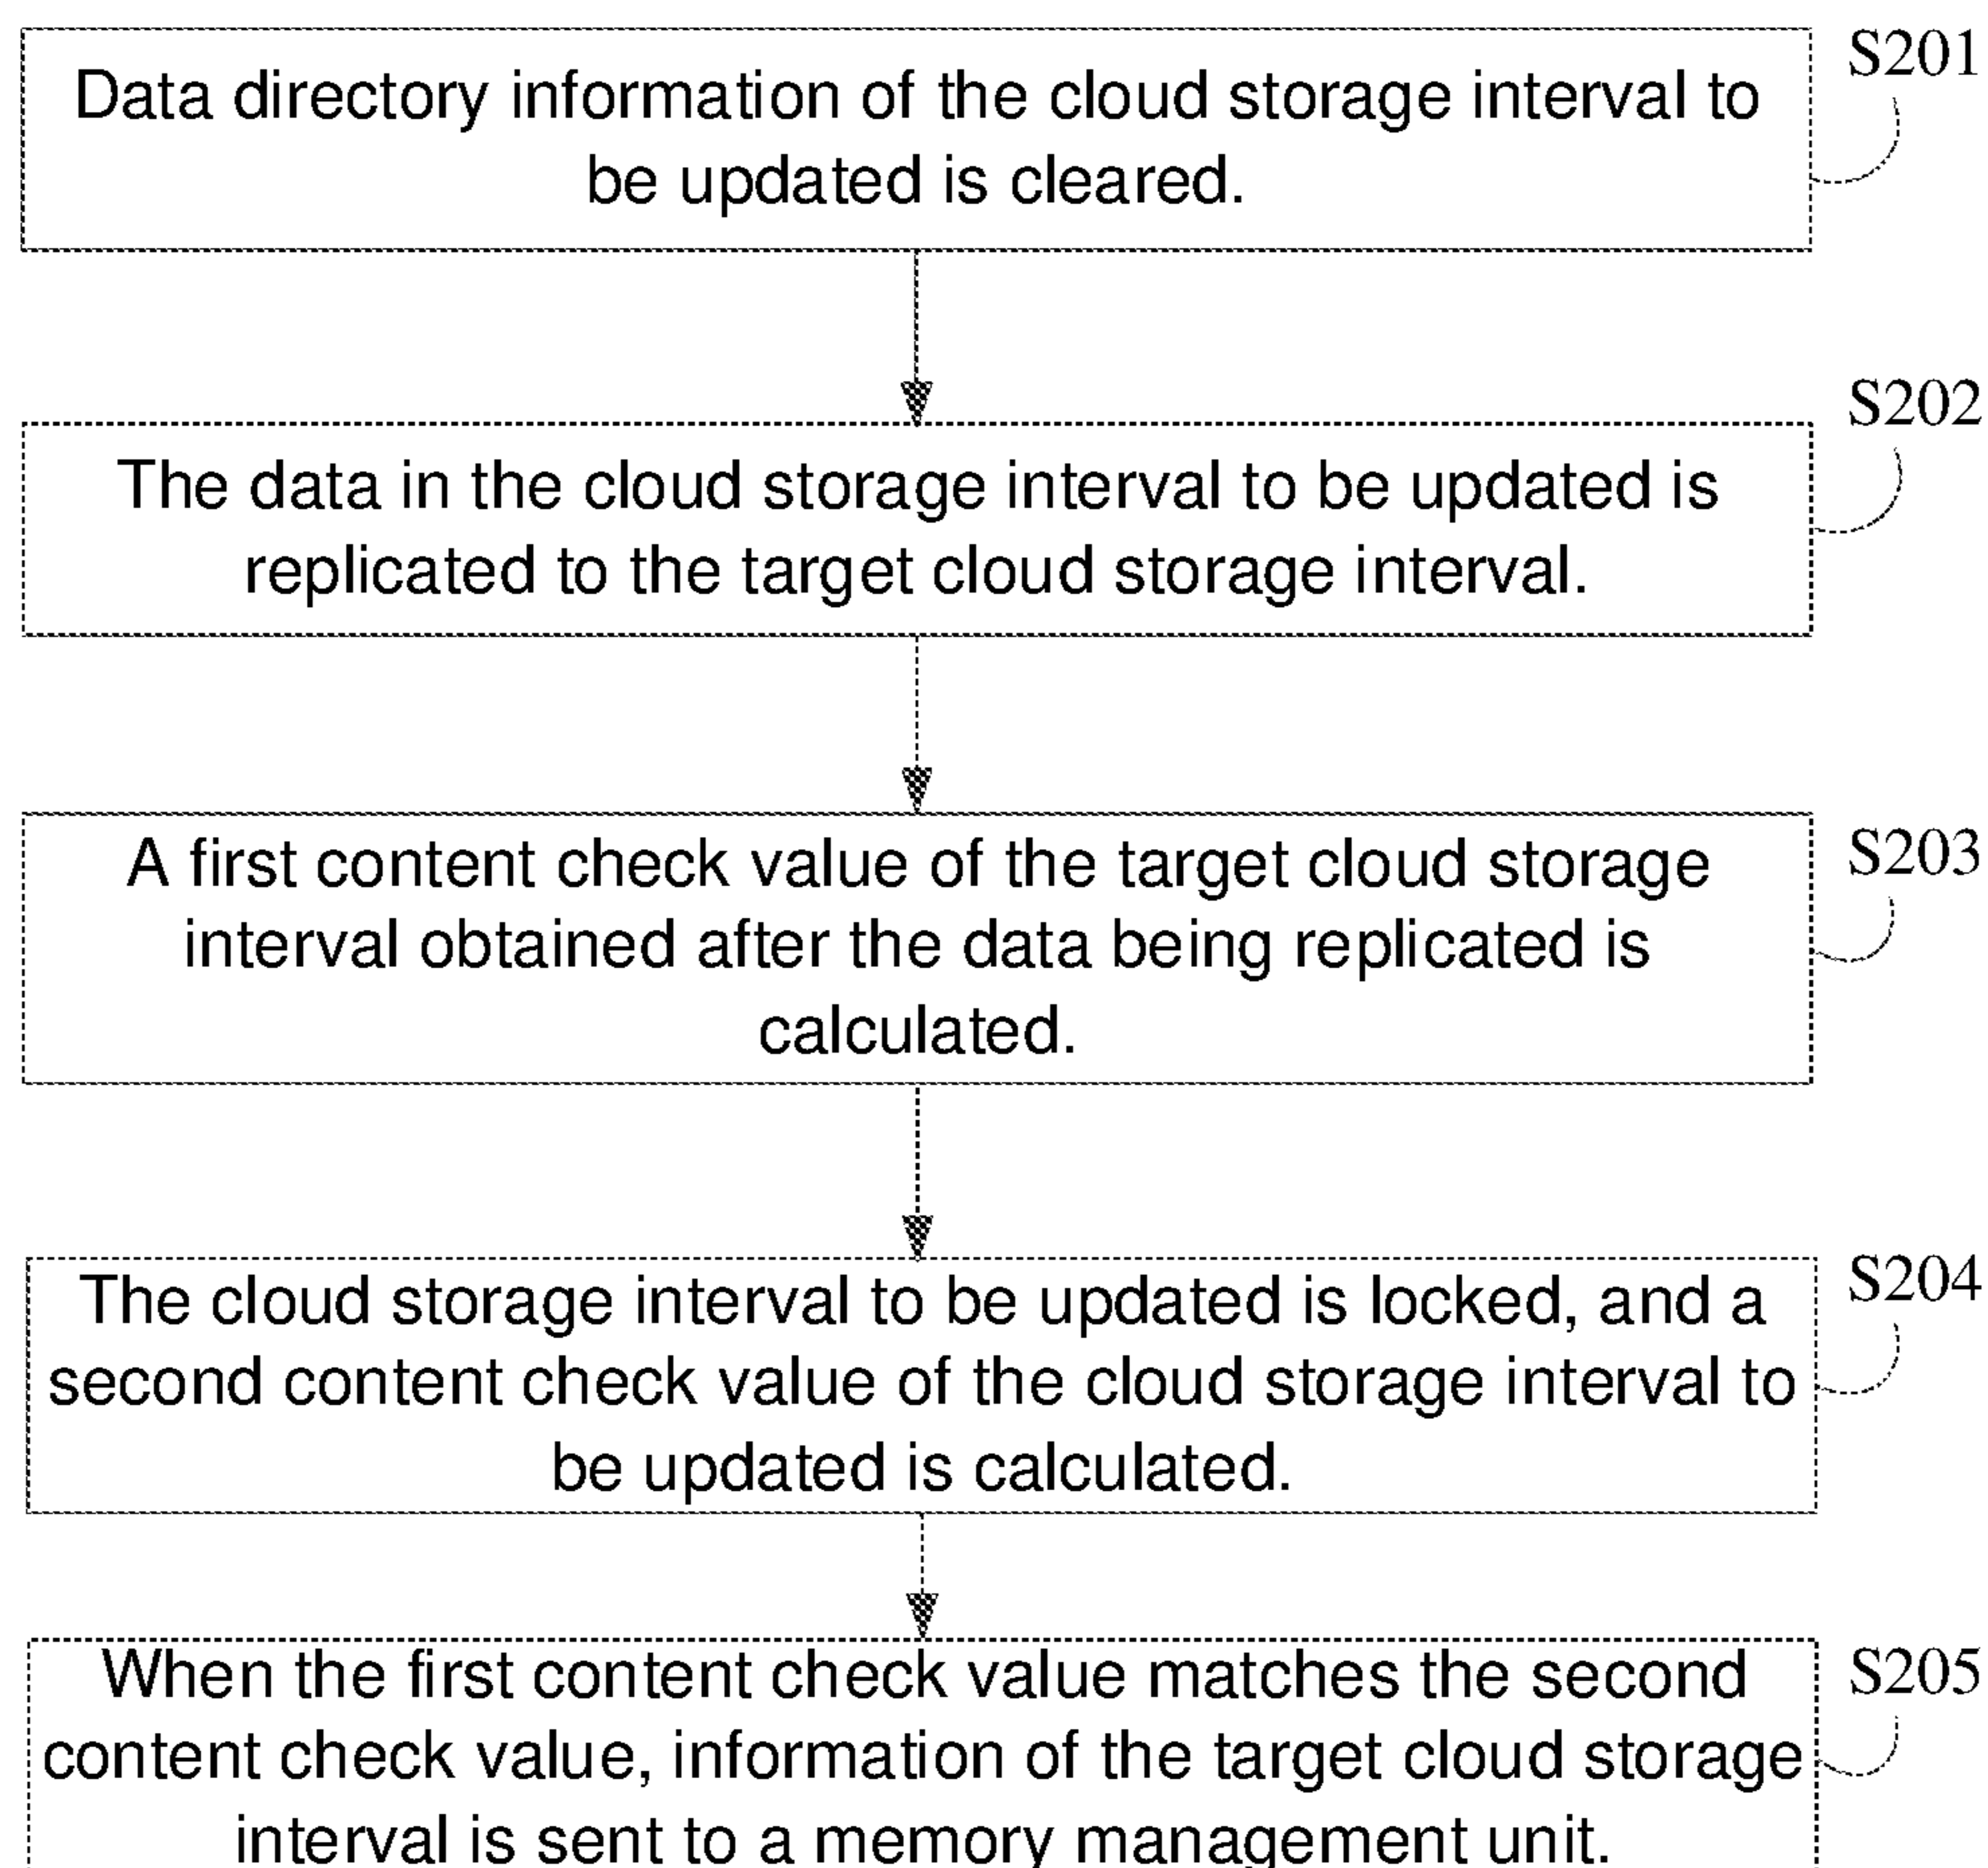 S201
Data directory information of the cloud storage interval to
be updated is cleared.
S202
The data in the cloud storage interval to be updated is
replicated to the target cloud storage interval.
S203
A first content check value of the target cloud storage
interval obtained after the data being replicated is
calculated.
S204
The cloud storage interval to be updated is locked, and a
second content check value of the cloud storage interval to
be updated is calculated.
S205
When the first content check value matches the second
content check value, information of the target cloud storage
interval is sent to a memory management unit.